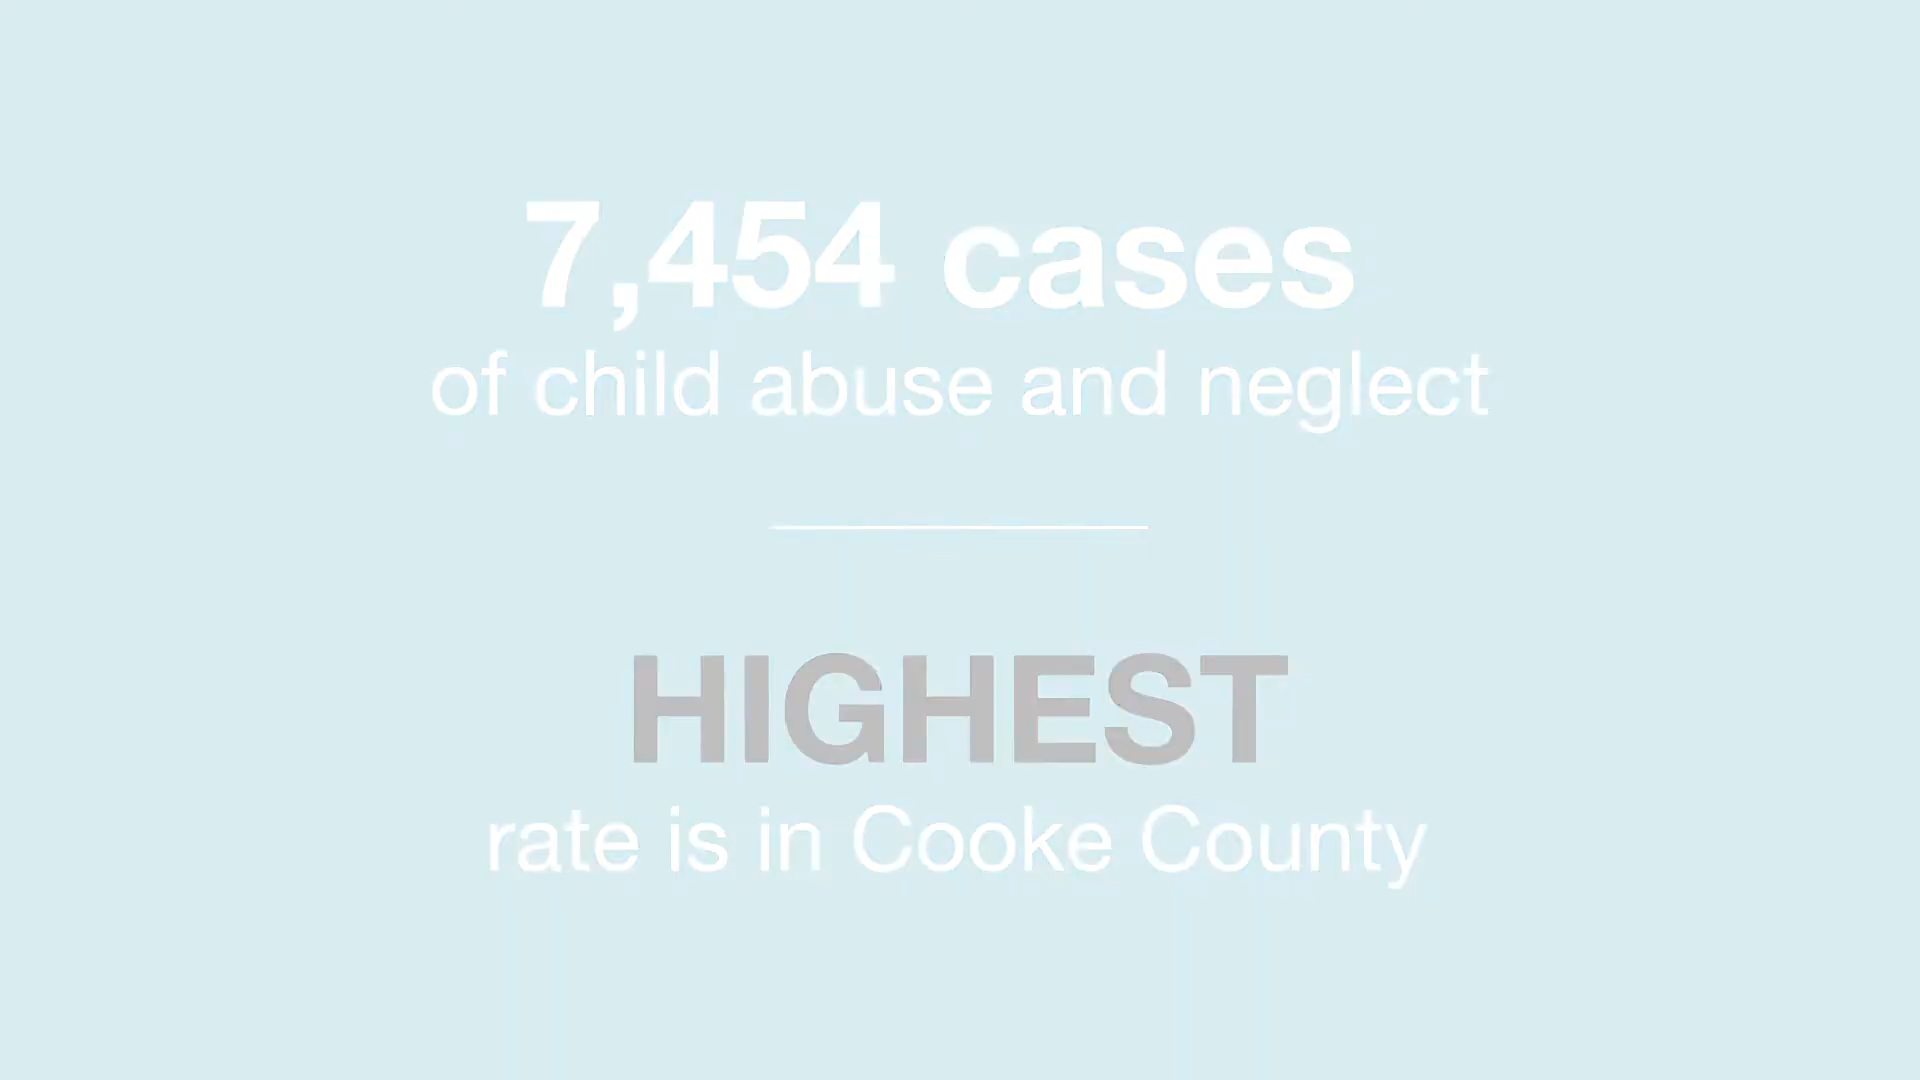 7,454 cases
of child abuse and neglect
HIGHEST
rate is in Cooke County